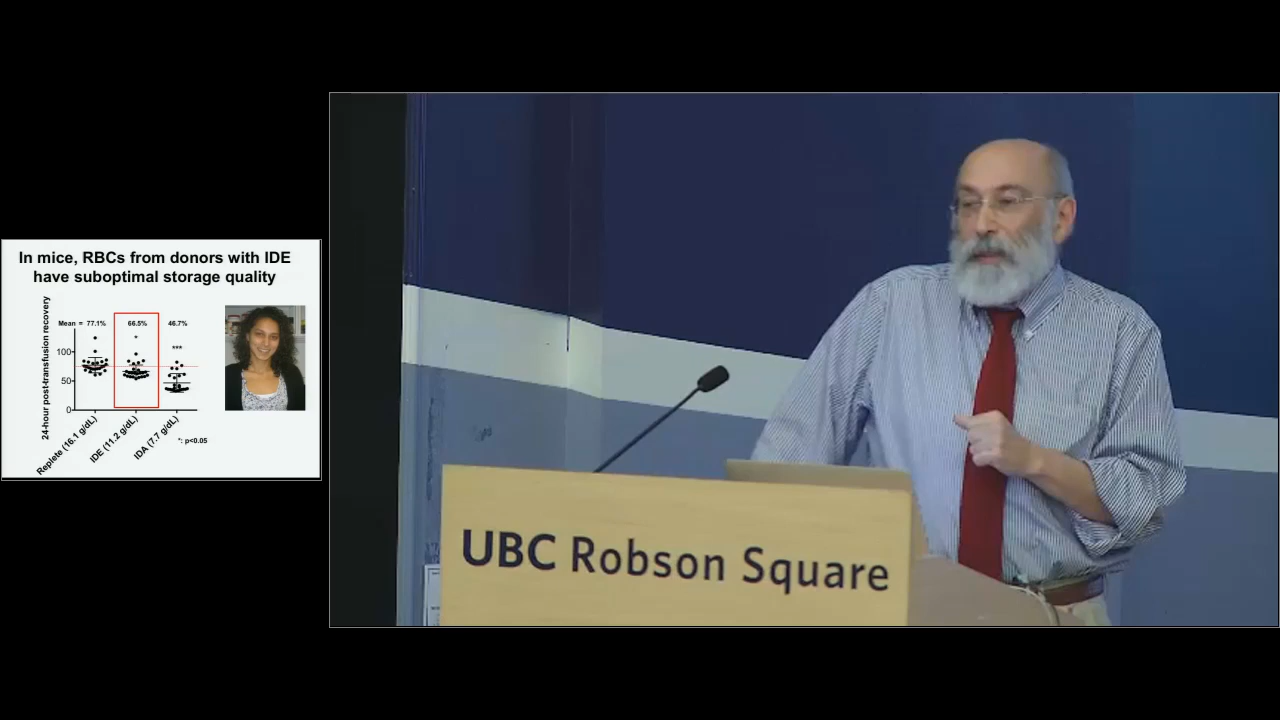 In mice, RBCs from donors with IDE
have suboptimal storage quality
24-hour post-transfusion recovery
Mean = 77.1% 66.5% 46.7%
* ***
100
50
0
Replete (16.1 g/dL)
IDE (11.2 g/dL)
IDA (7.7 g/dL)
*: p<0.05
UBC Robson Square